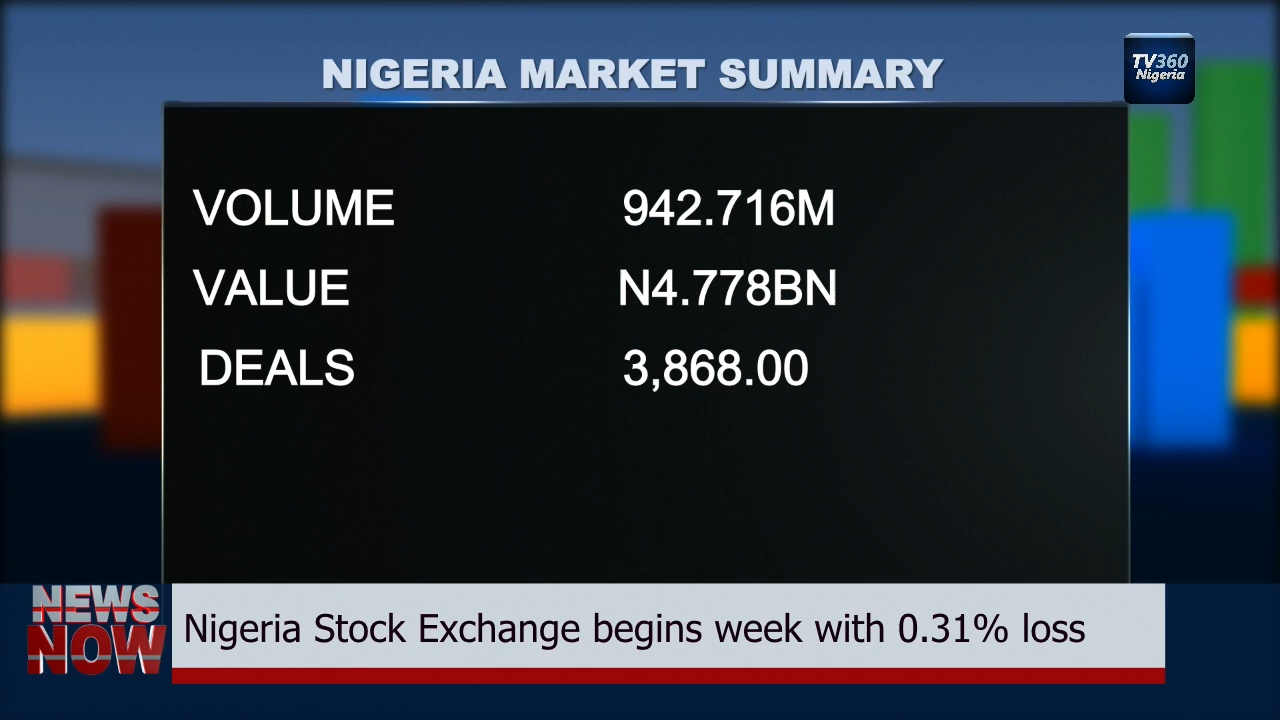 NIGERIA MARKET SUMMARY
TV360
Nigeria
VOLUME 942.716M
VALUE N4.778BN
DEALS 3,868.00
NEWS
NOW
Nigeria Stock Exchange begins week with 0.31% loss